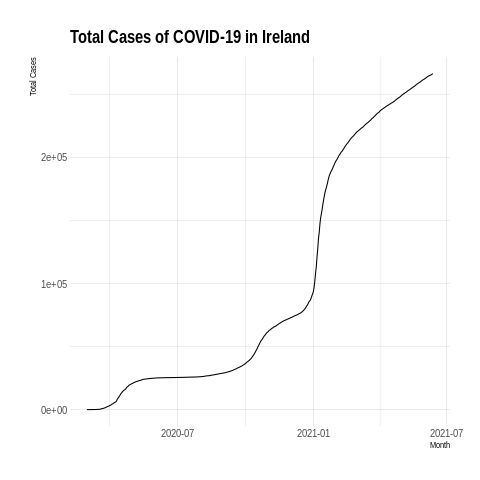 Total Cases of COVID-19 in Ireland
Total Cases
2e+05
1e+05
0e+00
2020-07 2021-01 2021-07
Month